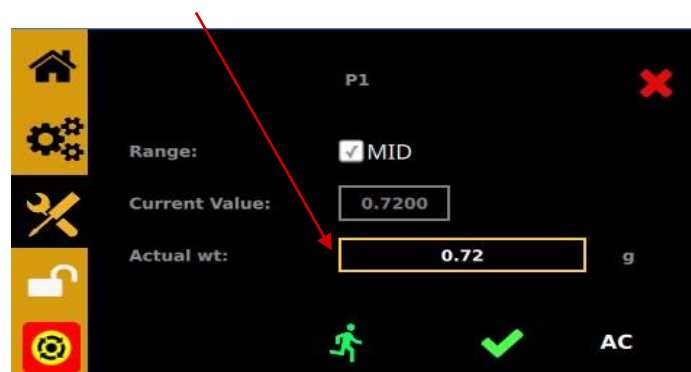 P1
Range: MID
Current Value: 0.7200
Actual wt: 0.72 g
AC